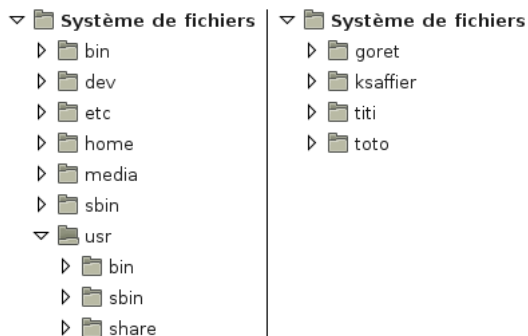 Système de fichiers
bin
dev
etc
home
media
sbin
usr
bin
sbin
share
Système de fichiers
goret
ksaffier
titi
toto